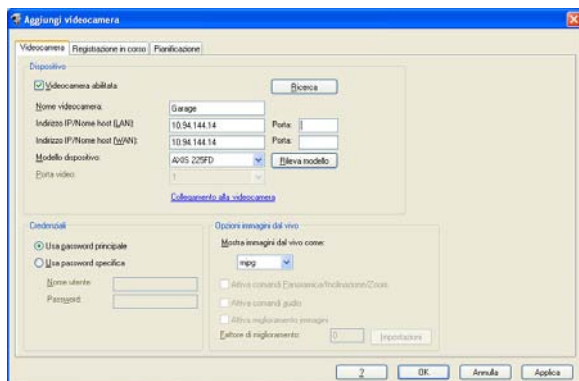 Aggiungi videocamera
Videocamera Registrazione in corso Pianificazione
Dispositivo
Videocamera abilitata
Ricerca
Nome videocamera: Garage
Indirizzo IP/Nome host (LAN): 10.94.144.14 Porta:
Indirizzo IP/Nome host (WAN): 10.94.144.14 Porta:
Modello dispositivo: AXIS 225FD Rileva modello
Porta video: 1
Collegamento alla videocamera
Credenziali
Usa password principale
Usa password specifica
Nome utente
Password:
Opzioni immagini dal vivo
Mostra immagini dal vivo come:
mjpg
Attiva comandi Panoramica/Inclinazione/Zoom
Attiva comandi audio
Attiva miglioramento immagini
Fattore di miglioramento: 0 Impostazioni
? OK Annulla Applica